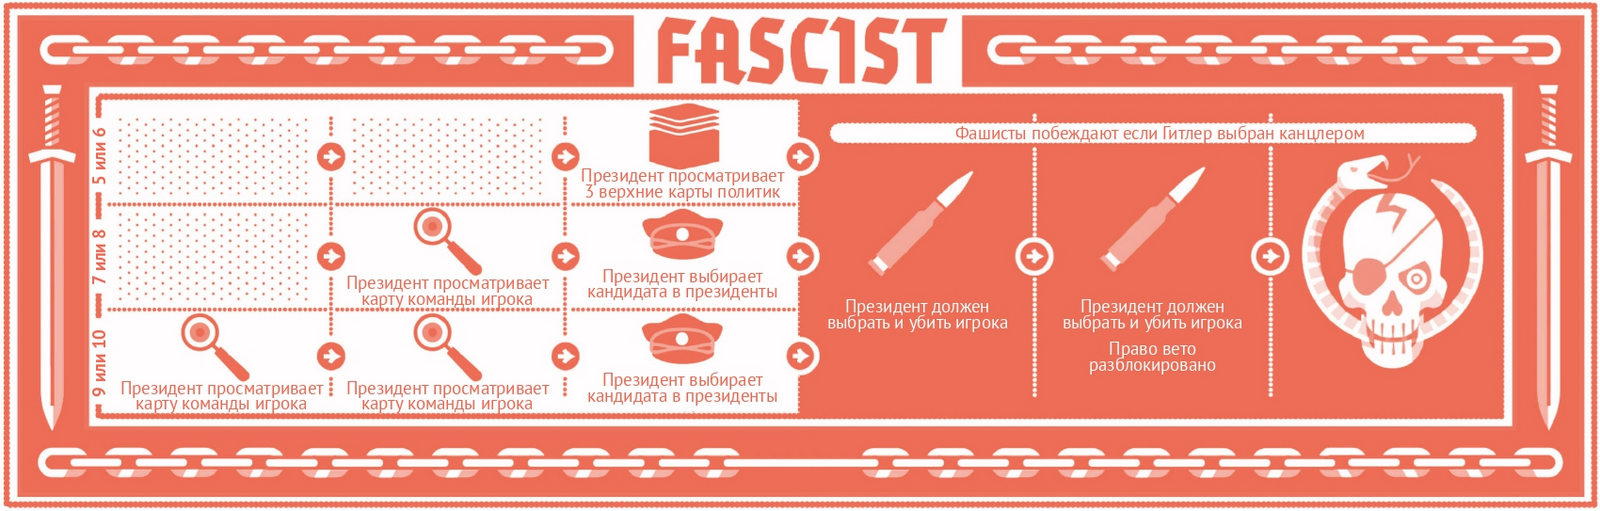 FASCIST
Фашисты побеждают если Гитлер выбран канцлером
5 или 6
Президент просматривает
3 верхние карты политик
7 или 8
Президент просматривает
карту команды игрока
Президент выбирает
кандидата в президенты
9 или 10
Президент просматривает
карту команды игрока
Президент просматривает
карту команды игрока
Президент выбирает
кандидата в президенты
Президент должен
выбрать и убить игрока
Президент должен
выбрать и убить игрока
Право вето
разблокировано